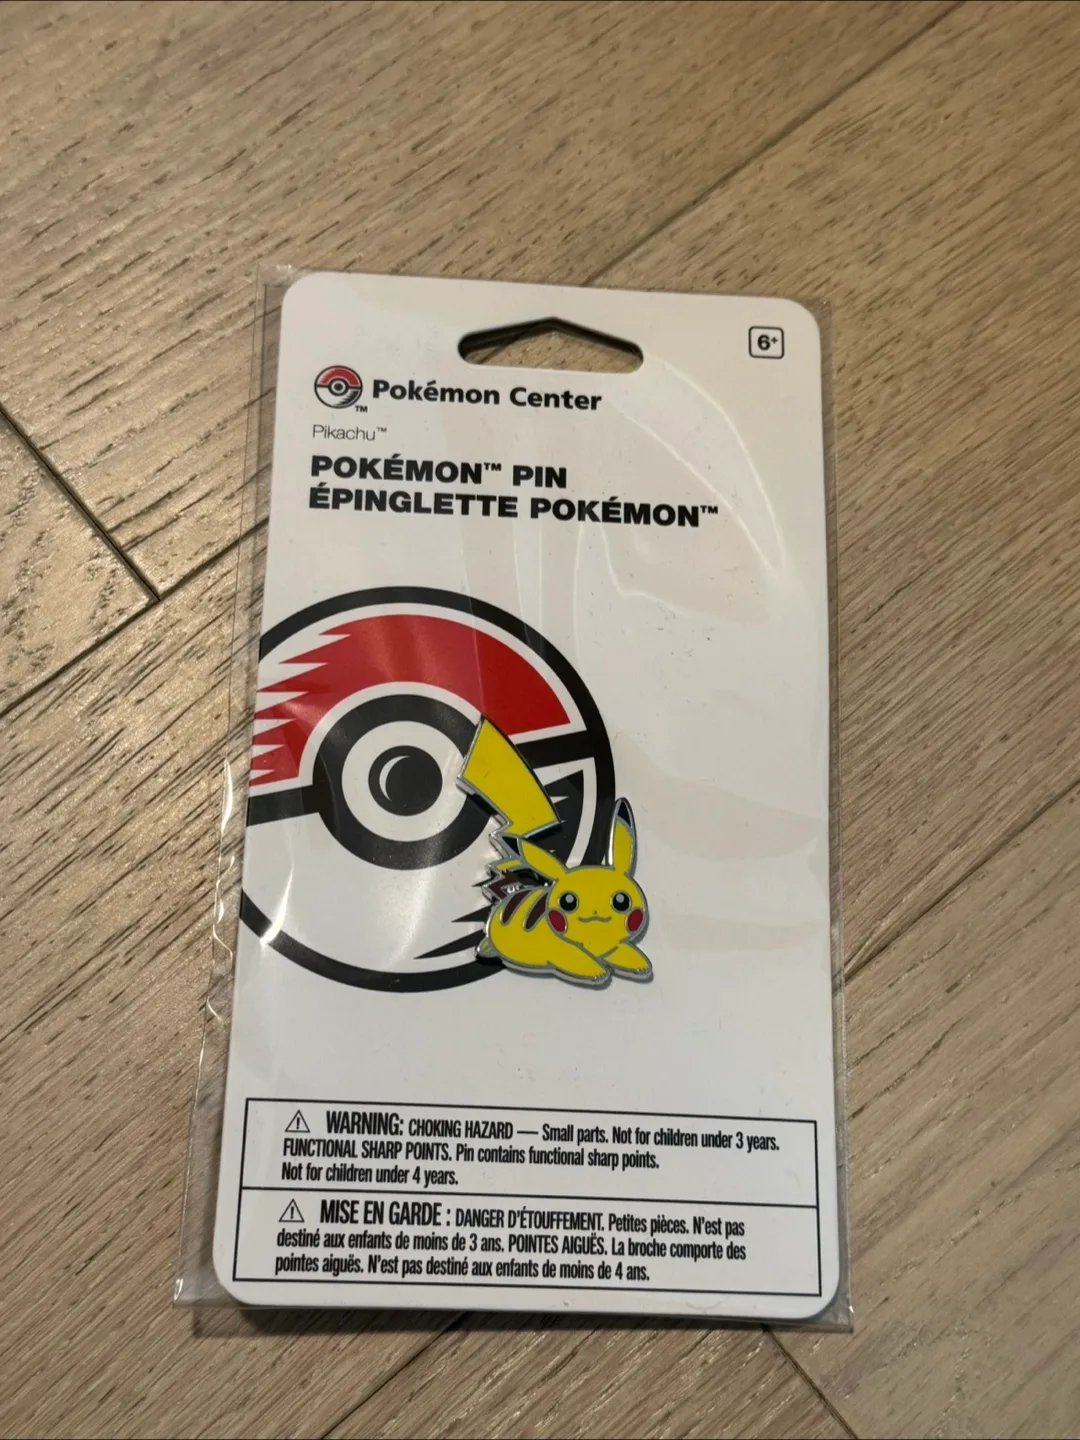 6+
Pokémon Center
TM
Pikachu™
POKÉMON™ PIN
ÉPINGLETTE POKÉMON™
⚠ WARNING: CHOKING HAZARD — Small parts. Not for children under 3 years.
FUNCTIONAL SHARP POINTS. Pin contains functional sharp points.
Not for children under 4 years.
⚠ MISE EN GARDE : DANGER D'ÉTOUFFEMENT. Petites pièces. N'est pas
destiné aux enfants de moins de 3 ans. POINTES AIGUËS. La broche comporte des
pointes aiguës. N'est pas destiné aux enfants de moins de 4 ans.